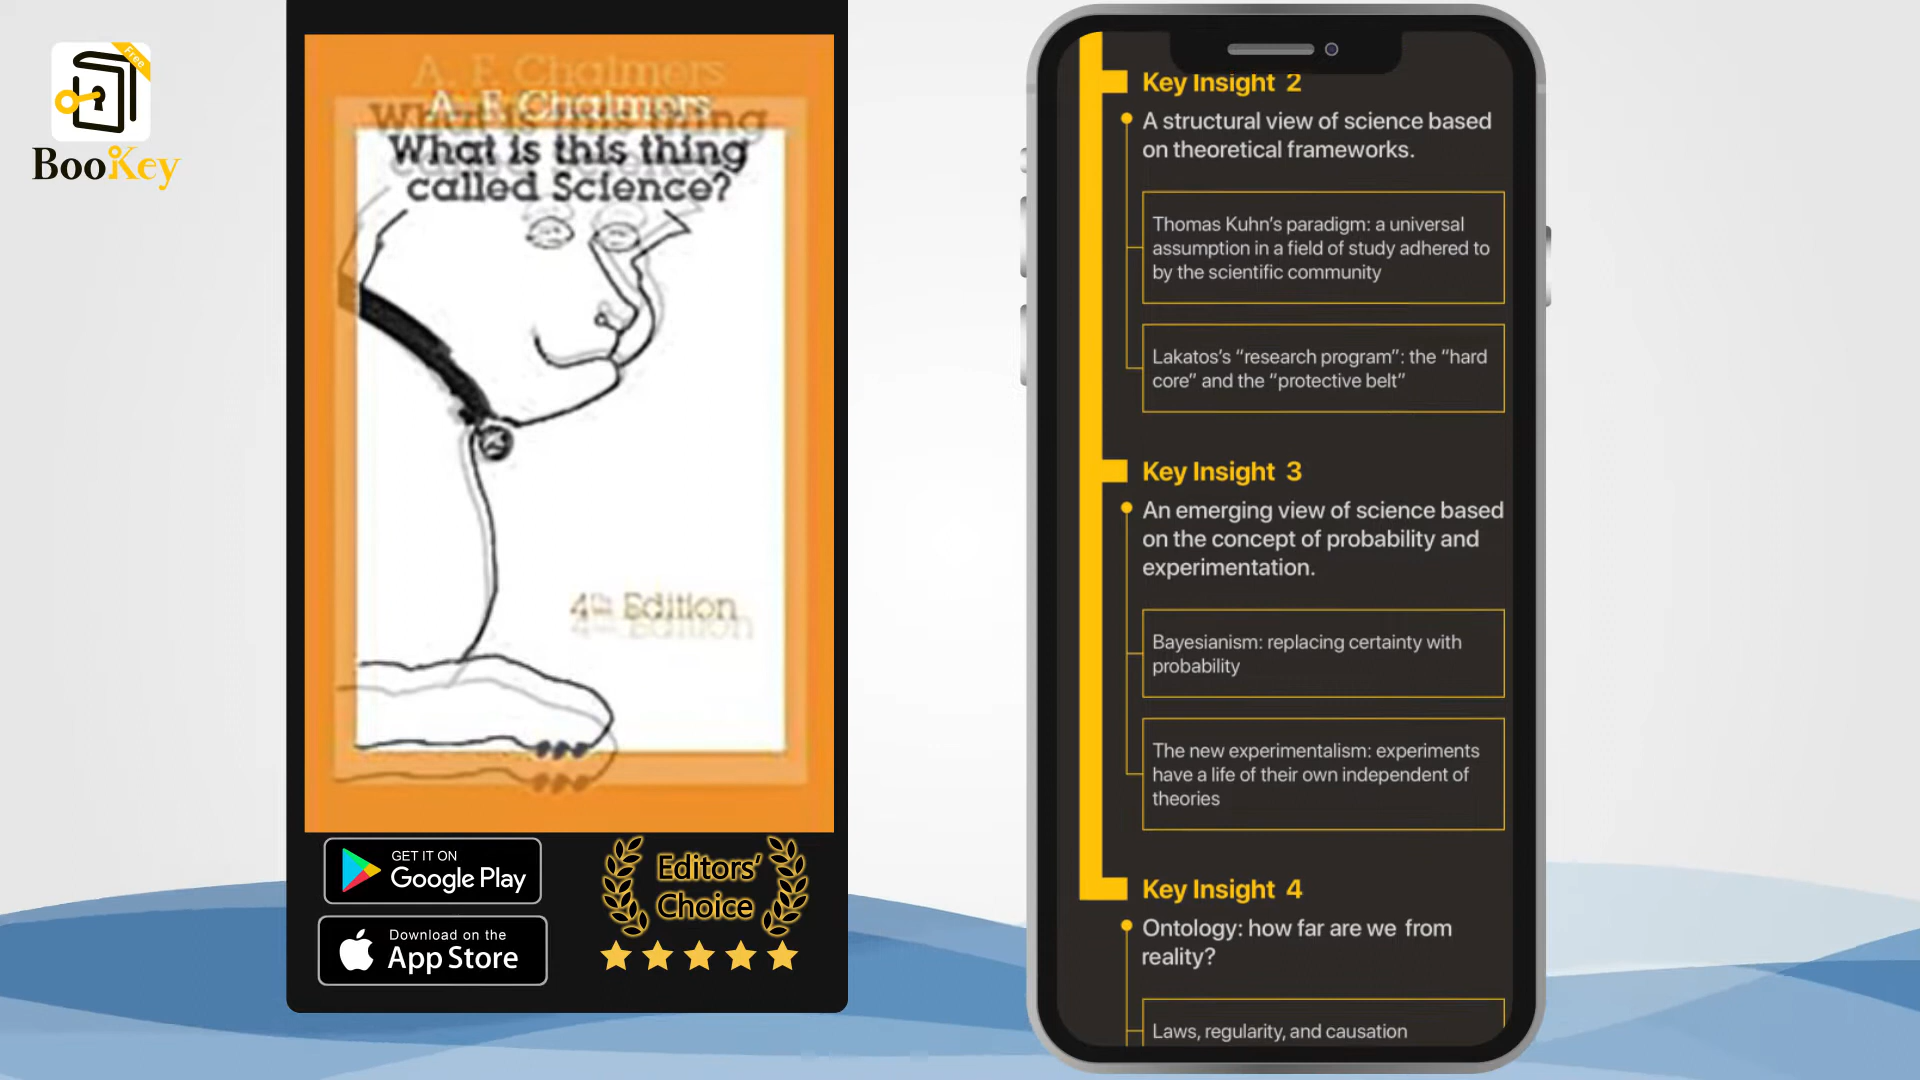 Free
BooKey
A. F. Chalmers
What is this thing
called Science?
4th Edition
GET IT ON
Google Play
Download on the
App Store
Editors'
Choice
Key Insight 2
A structural view of science based
on theoretical frameworks.
Thomas Kuhn's paradigm: a universal
assumption in a field of study adhered to
by the scientific community
Lakatos's “research program”: the “hard
core” and the “protective belt”
Key Insight 3
An emerging view of science based
on the concept of probability and
experimentation.
Bayesianism: replacing certainty with
probability
The new experimentalism: experiments
have a life of their own independent of
theories
Key Insight 4
Ontology: how far are we from
reality?
Laws, regularity, and causation